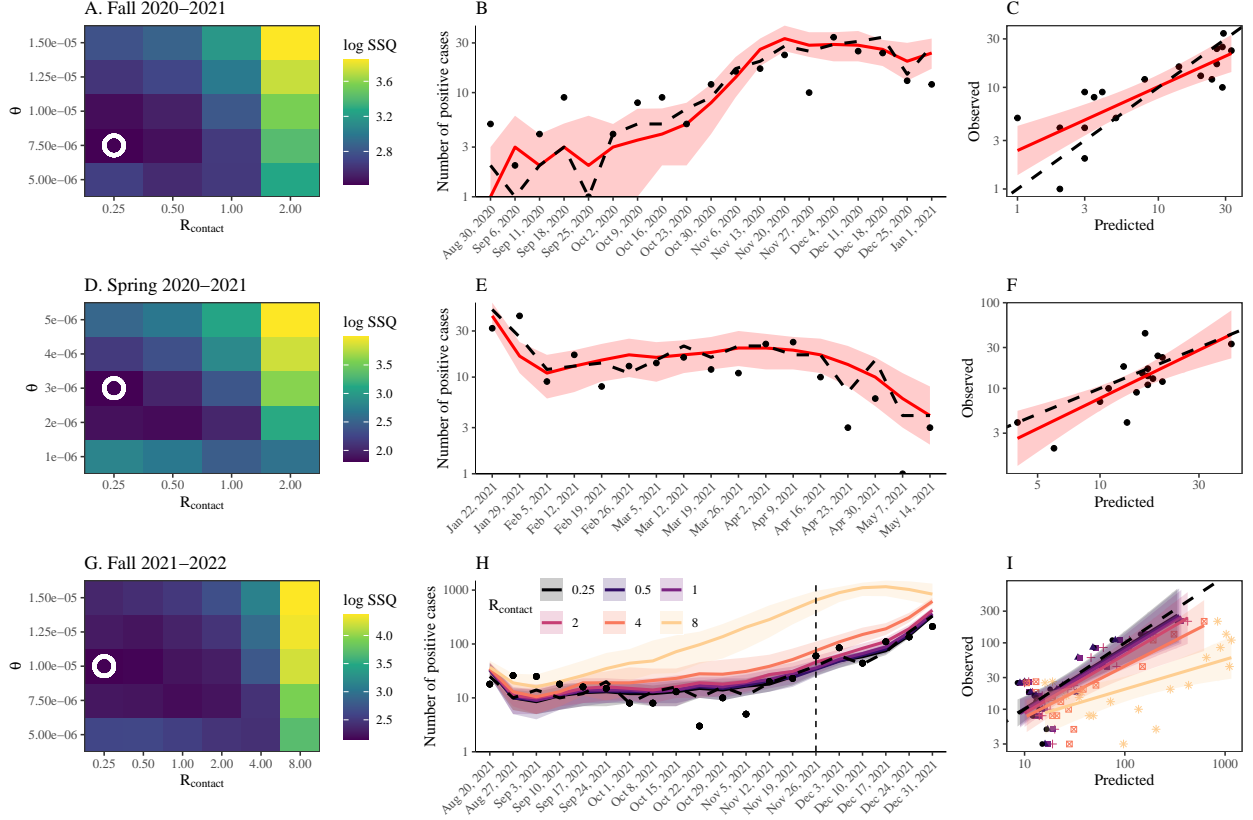 A. Fall 2020−2021
1.50e−05
1.25e−05
1.00e−05
7.50e−06
5.00e−06
θ
0.25 0.50 1.00 2.00
Rcontact
log SSQ
3.6
3.2
2.8
B
Number of positive cases
30
10
3
1
Aug 30, 2020
Sep 6, 2020
Sep 11, 2020
Sep 18, 2020
Sep 25, 2020
Oct 2, 2020
Oct 9, 2020
Oct 16, 2020
Oct 23, 2020
Oct 30, 2020
Nov 6, 2020
Nov 13, 2020
Nov 20, 2020
Nov 27, 2020
Dec 4, 2020
Dec 11, 2020
Dec 18, 2020
Dec 25, 2020
Jan 1, 2021
C
Observed
30
10
3
1
1 3 10 30
Predicted
D. Spring 2020−2021
5e−06
4e−06
3e−06
2e−06
1e−06
θ
0.25 0.50 1.00 2.00
Rcontact
log SSQ
3.5
3.0
2.5
2.0
E
Number of positive cases
30
10
3
1
Jan 22, 2021
Jan 29, 2021
Feb 5, 2021
Feb 12, 2021
Feb 19, 2021
Feb 26, 2021
Mar 5, 2021
Mar 12, 2021
Mar 19, 2021
Mar 26, 2021
Apr 2, 2021
Apr 9, 2021
Apr 16, 2021
Apr 23, 2021
Apr 30, 2021
May 7, 2021
May 14, 2021
F
Observed
100
30
10
3
5 10 30
Predicted
G. Fall 2021−2022
1.50e−05
1.25e−05
1.00e−05
7.50e−06
5.00e−06
θ
0.25 0.50 1.00 2.00 4.00 8.00
Rcontact
log SSQ
4.0
3.5
3.0
2.5
H
Number of positive cases
1000
100
10
1
Rcontact
0.25 0.5 1
2 4 8
Aug 20, 2021
Aug 27, 2021
Sep 3, 2021
Sep 10, 2021
Sep 17, 2021
Sep 24, 2021
Oct 1, 2021
Oct 8, 2021
Oct 15, 2021
Oct 22, 2021
Oct 29, 2021
Nov 5, 2021
Nov 12, 2021
Nov 19, 2021
Nov 26, 2021
Dec 3, 2021
Dec 10, 2021
Dec 17, 2021
Dec 24, 2021
Dec 31, 2021
I
Observed
300
100
30
10
3
10 100 1000
Predicted